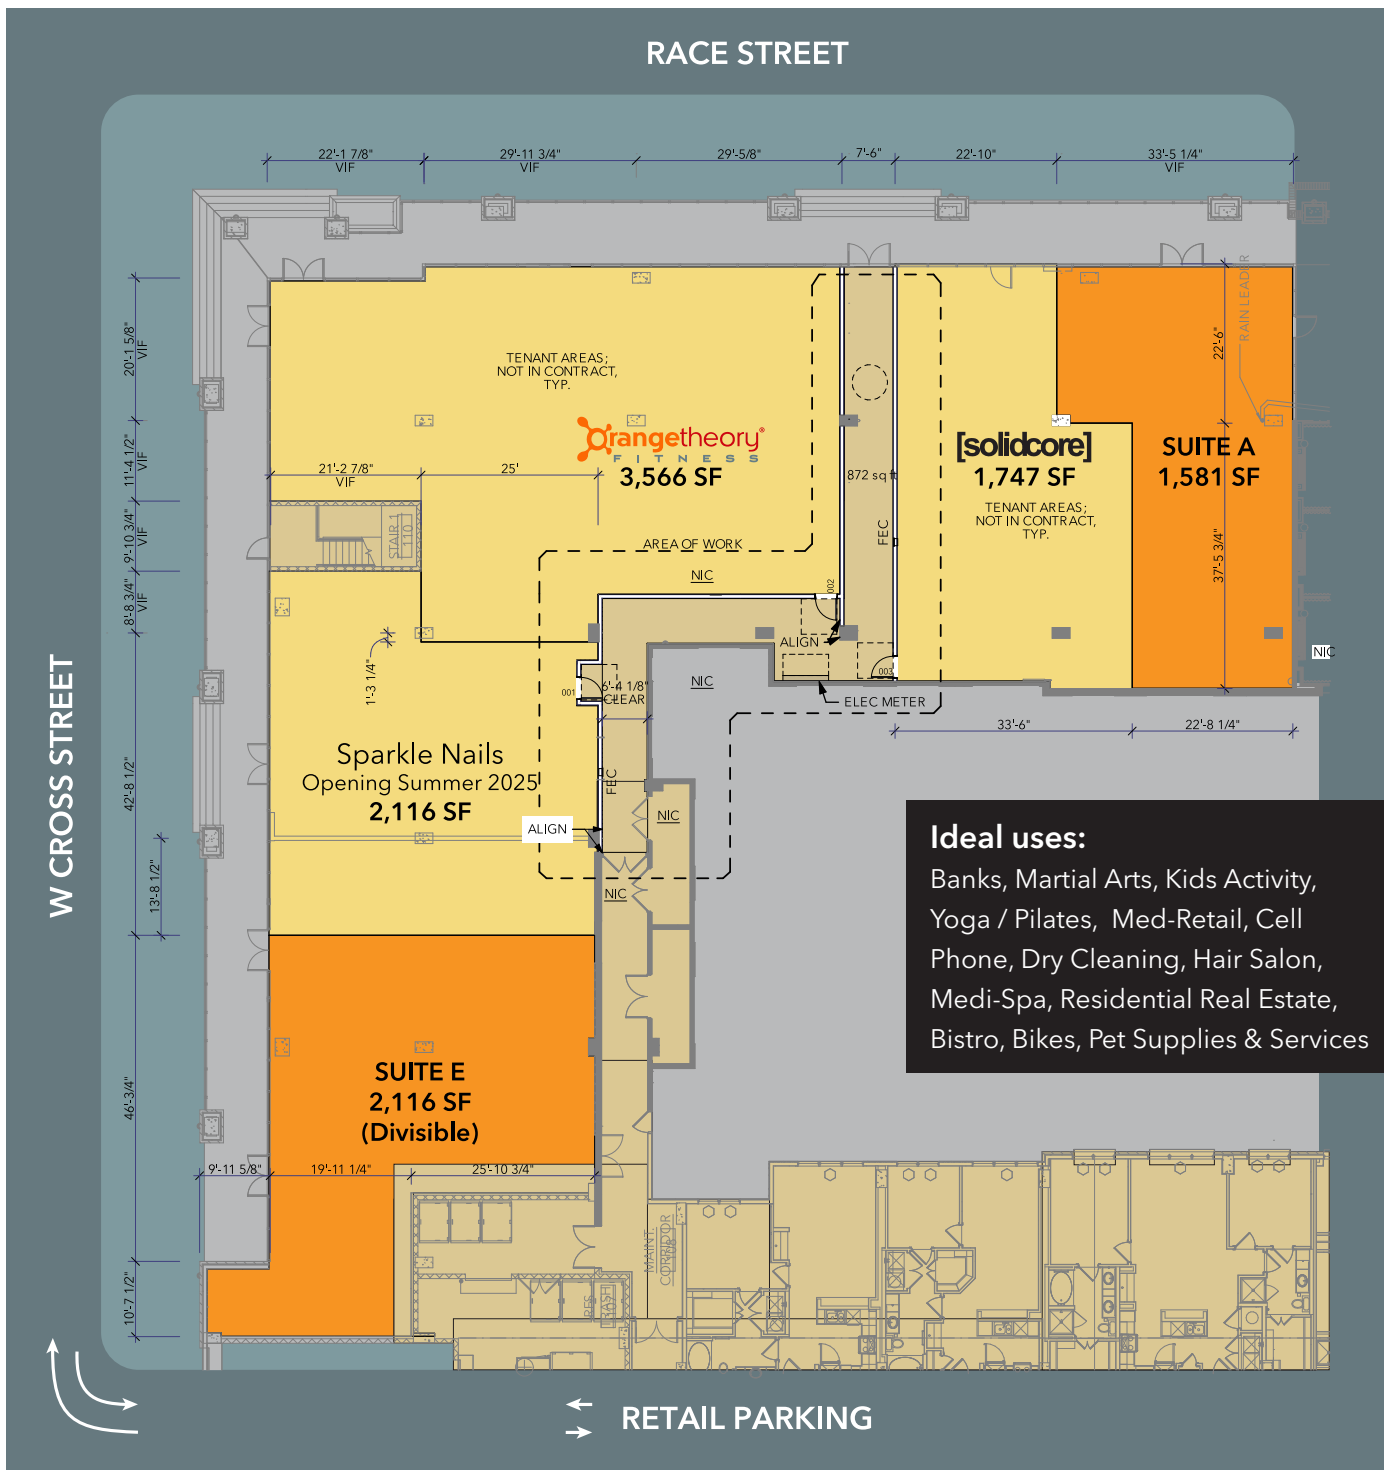 RACE STREET
22'-1 7/8"
VIF
29'-11 3/4"
VIF
29'-5/8"
7'-6"
22'-10"
33'-5 1/4"
VIF
20'-1 5/8"
VIF
11'-4 1/2"
VIF
9'-10 3/4"
VIF
8'-8 3/4"
VIF
42'-8 1/2"
13'-8 1/2"
46'-3/4"
10'-7 1/2"
W CROSS STREET
TENANT AREAS;
NOT IN CONTRACT,
TYP.
orangetheory®
FITNESS
3,566 SF
21'-2 7/8"
VIF
25'
STAIR 1
110
AREA OF WORK
NIC
872 sq ft
FEC
002
ALIGN
003
ELEC METER
[solidcore]
1,747 SF
TENANT AREAS;
NOT IN CONTRACT,
TYP.
RAIN LEADER
22'-6"
SUITE A
1,581 SF
37'-5 3/4"
NIC
33'-6"
22'-8 1/4"
1'-3 1/4"
001
6'-4 1/8"
CLEAR
NIC
Sparkle Nails
Opening Summer 2025
2,116 SF
FEC
ALIGN
NIC
NIC
Ideal uses:
Banks, Martial Arts, Kids Activity,
Yoga / Pilates, Med-Retail, Cell
Phone, Dry Cleaning, Hair Salon,
Medi-Spa, Residential Real Estate,
Bistro, Bikes, Pet Supplies & Services
SUITE E
2,116 SF
(Divisible)
9'-11 5/8"
19'-11 1/4"
25'-10 3/4"
MAINT.
CORRIDOR
108
RES.
TRASH
RETAIL PARKING